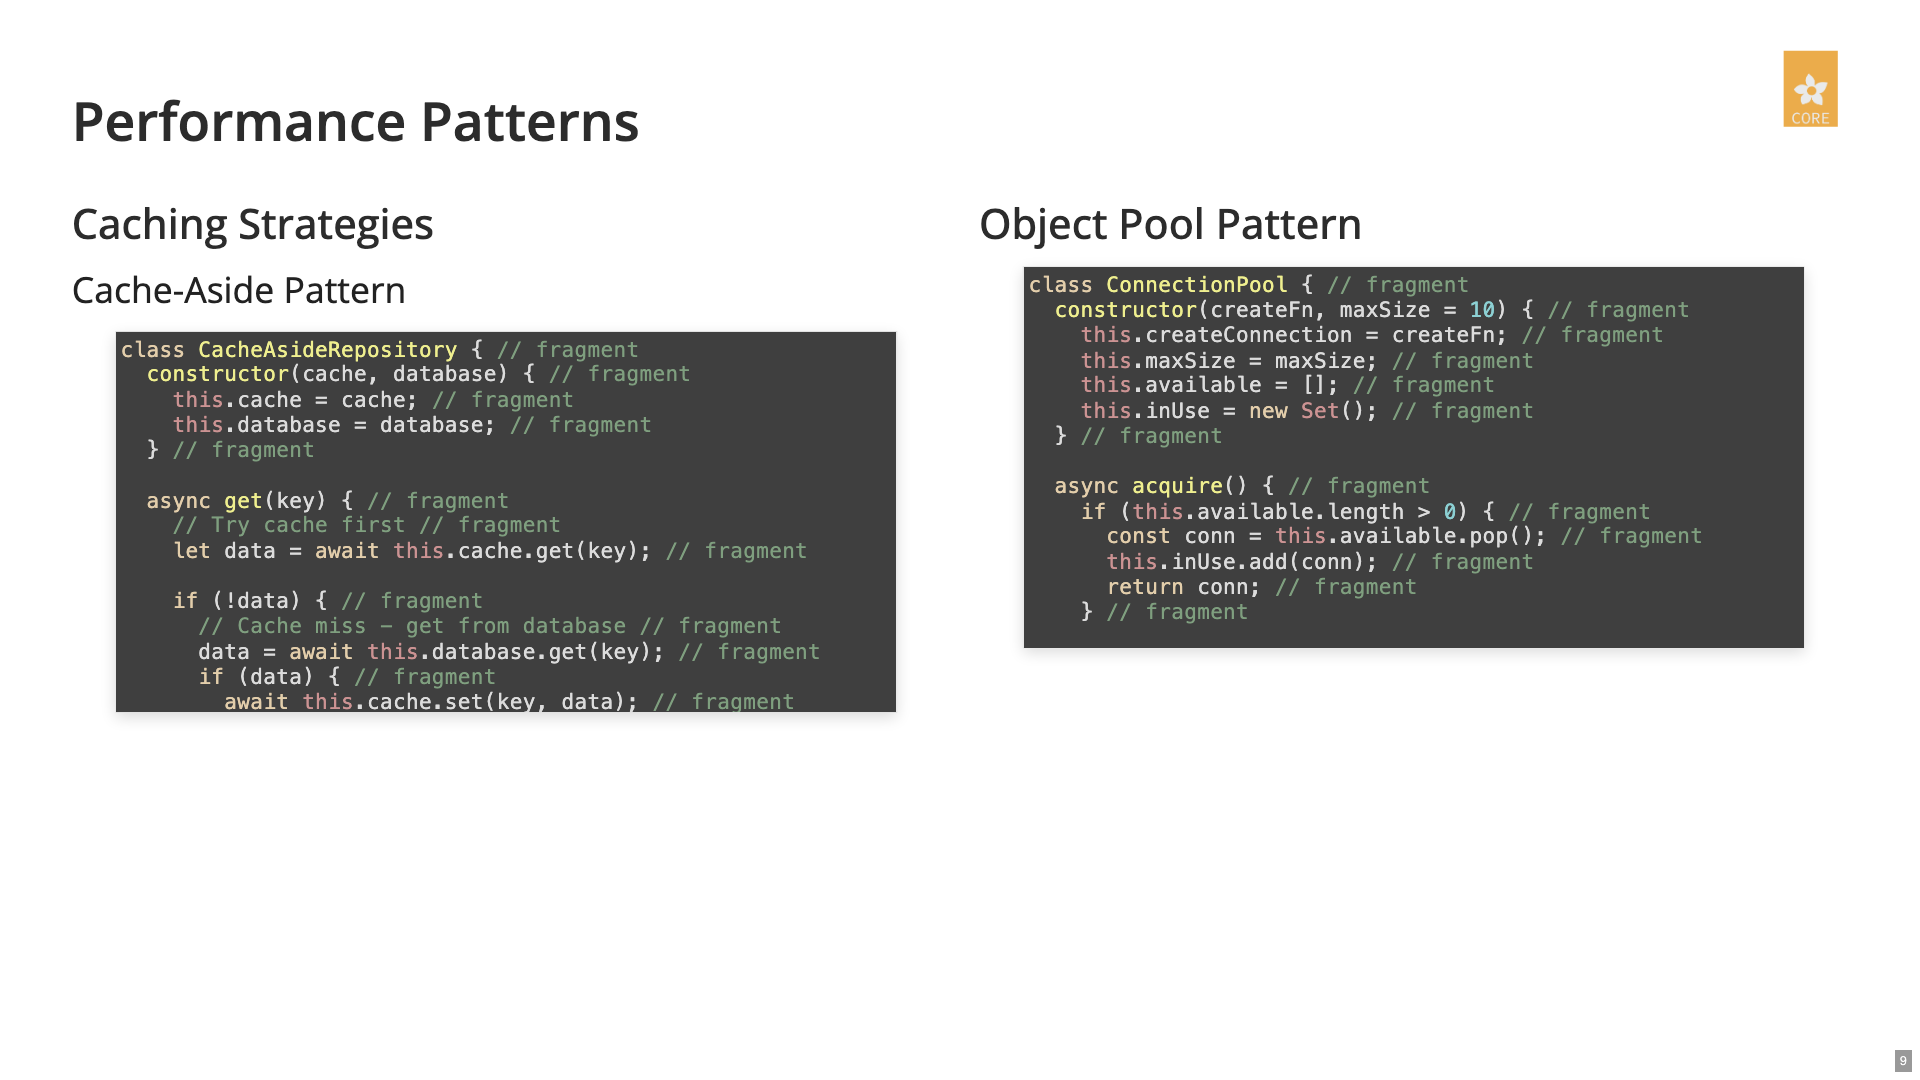 Performance Patterns
CORE
Caching Strategies
Cache-Aside Pattern
class CacheAsideRepository { // fragment
  constructor(cache, database) { // fragment
    this.cache = cache; // fragment
    this.database = database; // fragment
  } // fragment

  async get(key) { // fragment
    // Try cache first // fragment
    let data = await this.cache.get(key); // fragment

    if (!data) { // fragment
      // Cache miss - get from database // fragment
      data = await this.database.get(key); // fragment
      if (data) { // fragment
        await this.cache.set(key, data); // fragment
Object Pool Pattern
class ConnectionPool { // fragment
  constructor(createFn, maxSize = 10) { // fragment
    this.createConnection = createFn; // fragment
    this.maxSize = maxSize; // fragment
    this.available = []; // fragment
    this.inUse = new Set(); // fragment
  } // fragment

  async acquire() { // fragment
    if (this.available.length > 0) { // fragment
      const conn = this.available.pop(); // fragment
      this.inUse.add(conn); // fragment
      return conn; // fragment
    } // fragment
9